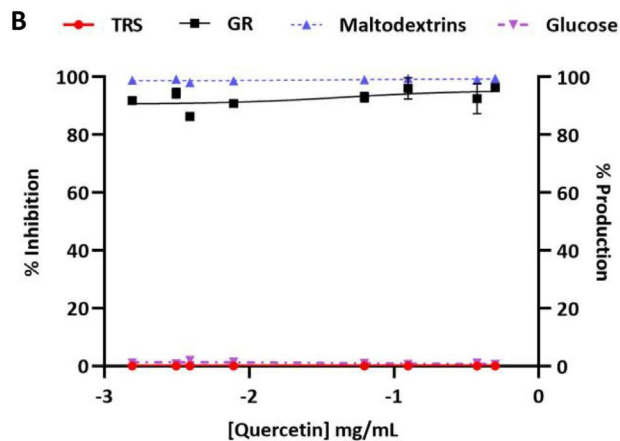 B
TRS GR Maltodextrins Glucose
100 100
80 80
60 60
40 40
20 20
0 0
% Inhibition
% Production
-3 -2 -1 0
[Quercetin] mg/mL